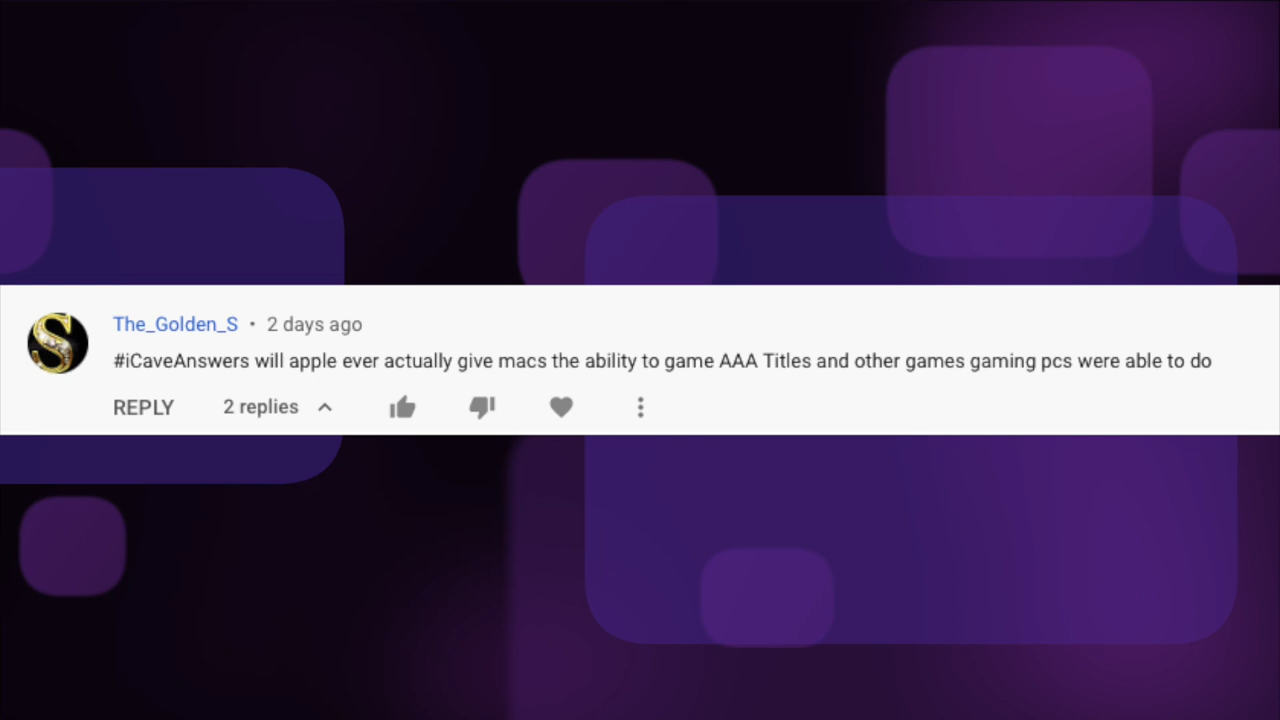 The_Golden_S • 2 days ago
#iCaveAnswers will apple ever actually give macs the ability to game AAA Titles and other games gaming pcs were able to do
REPLY 2 replies